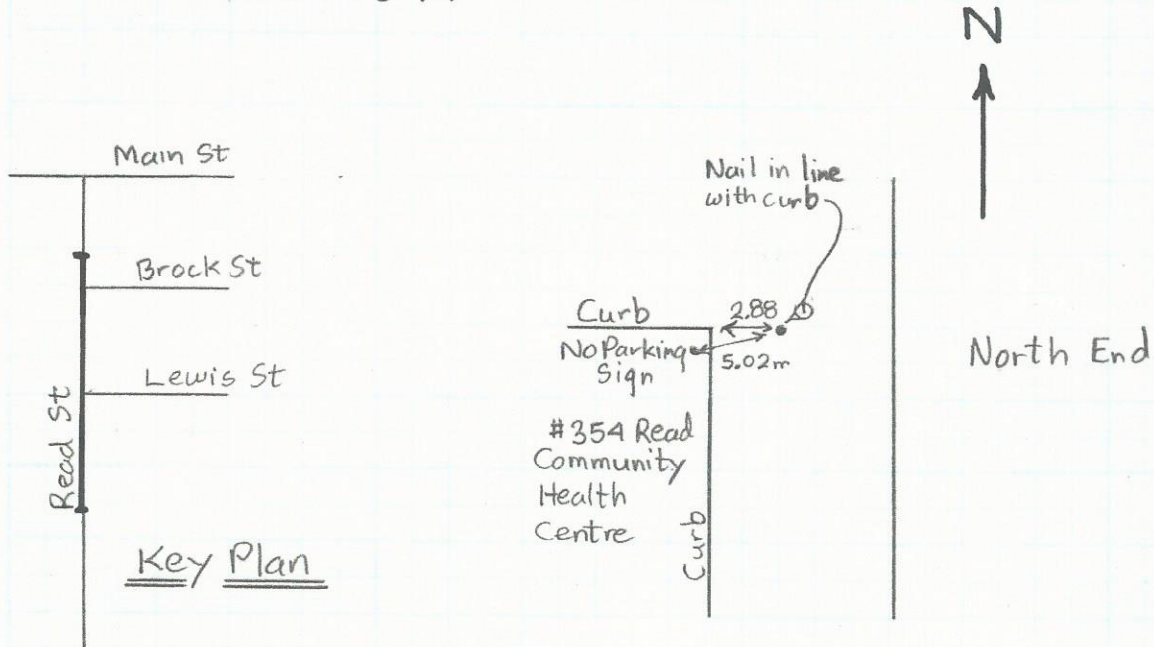 N
Main St
Brock St
Lewis St
Read St
Key Plan
Nail in line
with curb
Curb
2.88
No Parking
Sign
5.02m
#354 Read
Community
Health
Centre
Curb
North End